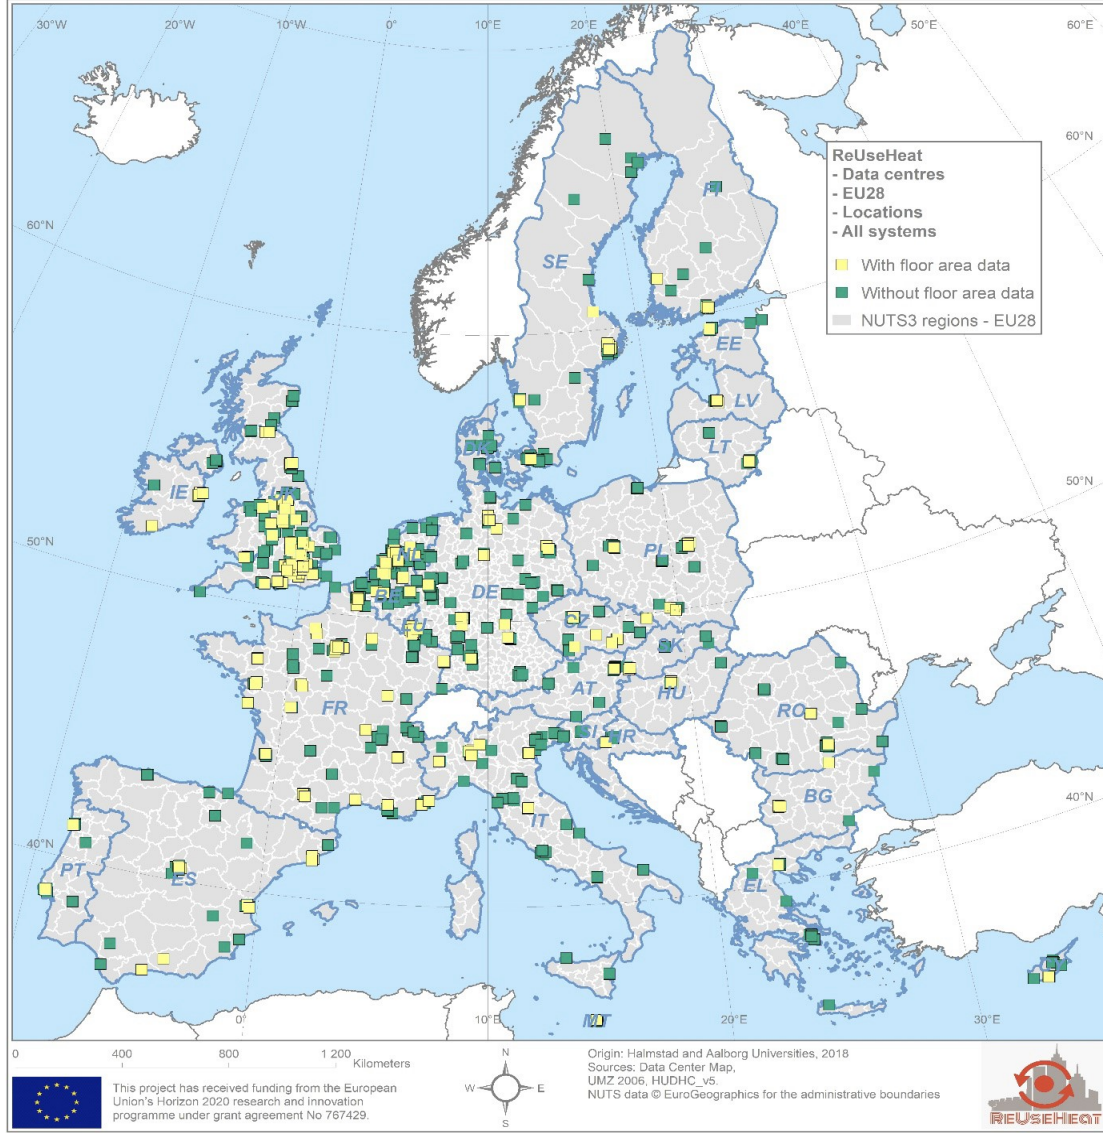 30°W
20°W
10°W
0°
10°E
20°E
30°E
40°E
50°E
60°E
60°N
60°N
ReUseHeat
- Data centres
- EU28
- Locations
- All systems
With floor area data
Without floor area data
NUTS3 regions - EU28
FI
SE
EE
LV
LT
DK
IE
UK
50°N
50°N
NL
PL
BE
DE
LU
CZ
SK
AT
HU
FR
RO
SI
HR
BG
40°N
40°N
IT
PT
ES
EL
CY
MT
0°
10°E
20°E
30°E
0
400
800
1 200
Kilometers
N
W
E
S
This project has received funding from the European
Union's Horizon 2020 research and innovation
programme under grant agreement No 767429.
Origin: Halmstad and Aalborg Universities, 2018
Sources: Data Center Map,
UMZ 2006, HUDHC_v5.
NUTS data © EuroGeographics for the administrative boundaries
REUSEHEAT